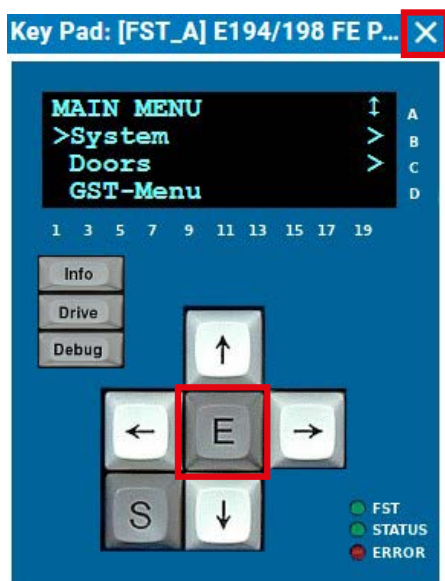 Key Pad: [FST_A] E194/198 FE P... ×
MAIN MENU ↕ A
>System > B
Doors > C
GST-Menu D
1 3 5 7 9 11 13 15 17 19
Info
Drive
Debug
↑
← E →
S ↓
FST
STATUS
ERROR